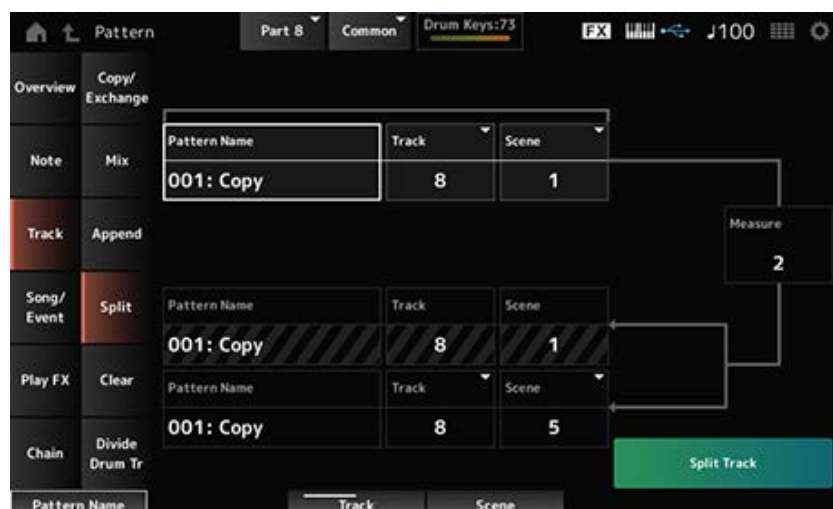 Pattern
Part 8
Common
Drum Keys:73
FX
♩100
Overview
Copy/
Exchange
Note
Mix
Track
Append
Song/
Event
Split
Play FX
Clear
Chain
Divide
Drum Tr
Pattern Name
Track
Scene
001: Copy
8
1
Measure
2
Pattern Name
Track
Scene
001: Copy
8
1
Pattern Name
Track
Scene
001: Copy
8
5
Split Track
Pattern Name
Track
Scene